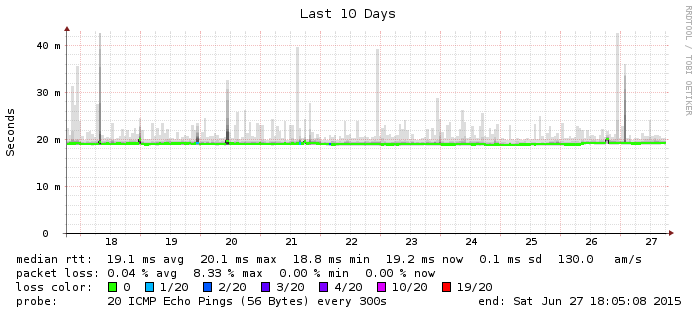 Last 10 Days
RRDTOOL / TOBI OETIKER
Seconds
40 m
30 m
20 m
10 m
0
18 19 20 21 22 23 24 25 26 27
median rtt: 19.1 ms avg 20.1 ms max 18.8 ms min 19.2 ms now 0.1 ms sd 130.0 am/s
packet loss: 0.04 % avg 8.33 % max 0.00 % min 0.00 % now
loss color: 0 1/20 2/20 3/20 4/20 10/20 19/20
probe: 20 ICMP Echo Pings (56 Bytes) every 300s end: Sat Jun 27 18:05:08 2015